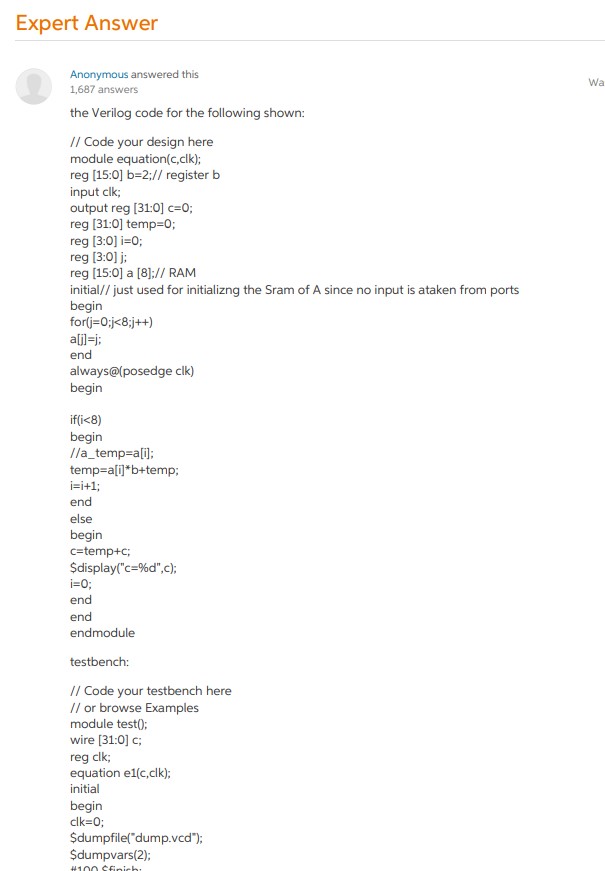 Expert Answer
Anonymous answered this
1,687 answers
Wa
the Verilog code for the following shown:
// Code your design here
module equation(c,clk);
reg [15:0] b=2;// register b
input clk;
output reg [31:0] c=0;
reg [31:0] temp=0;
reg [3:0] i=0;
reg [3:0] j;
reg [15:0] a [8];// RAM
initial// just used for initializng the Sram of A since no input is ataken from ports
begin
for(j=0;j<8;j++)
a[j]=j;
end
always@(posedge clk)
begin
if(i<8)
begin
//a_temp=a[i];
temp=a[i]*b+temp;
i=i+1;
end
else
begin
c=temp+c;
$display("c=%d",c);
i=0;
end
end
endmodule
testbench:
// Code your testbench here
// or browse Examples
module test();
wire [31:0] c;
reg clk;
equation e1(c,clk);
initial
begin
clk=0;
$dumpfile("dump.vcd");
$dumpvars(2);
#100 $finish;